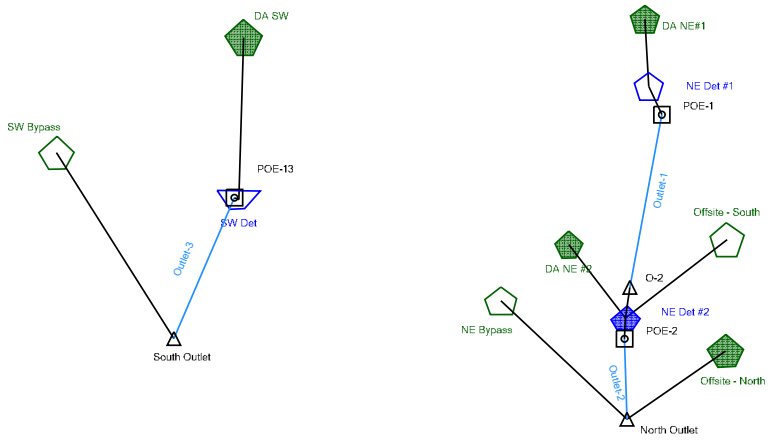 DA SW
SW Bypass
POE-13
SW Det
Outlet-3
South Outlet
DA NE#1
NE Det #1
POE-1
Outlet-1
Offsite - South
DA NE #2
O-2
NE Bypass
NE Det #2
POE-2
Outlet-2
Offsite - North
North Outlet